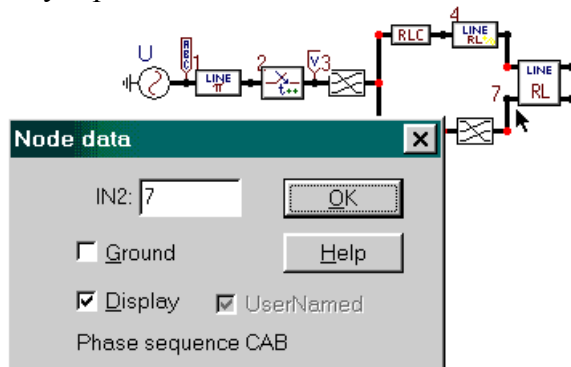 U
A
B
C
1
LINE
π
2
t++
V
3
RLC
4
LINE
RL
7
LINE
RL
Node data
IN2: 7
OK
Ground
Help
Display
UserNamed
Phase sequence CAB